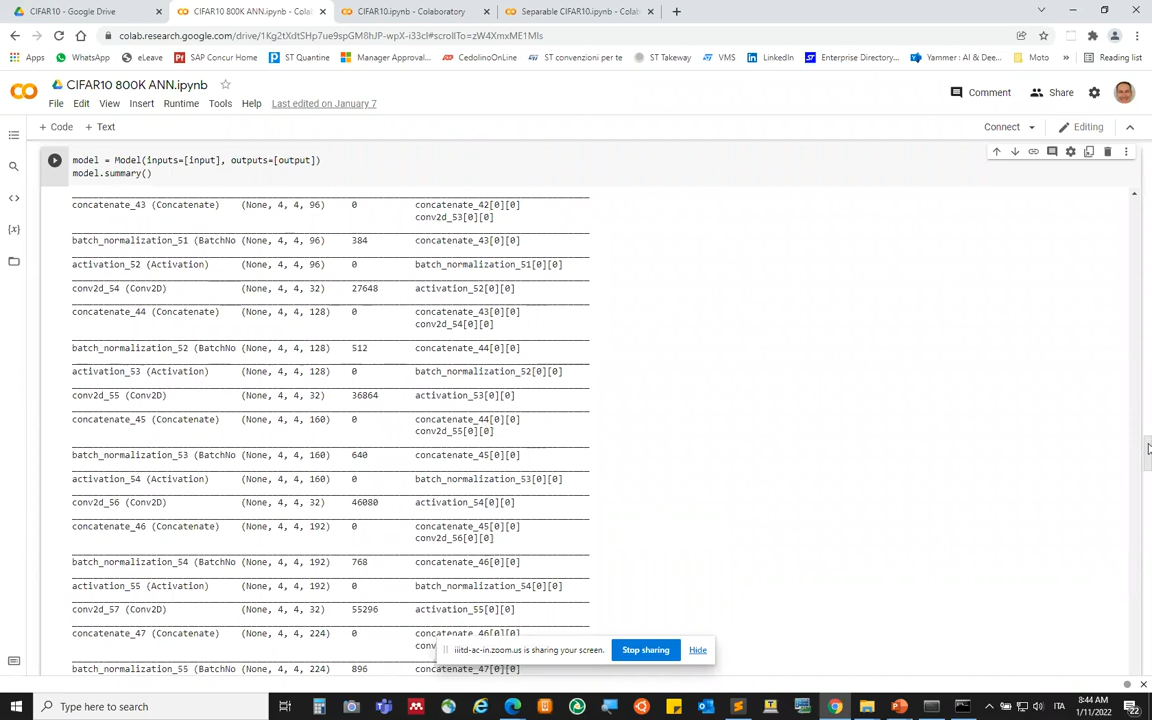 CIFAR10 - Google Drive
CIFAR10 800K ANN.ipynb - Cola
CIFAR10.ipynb - Colaboratory
Separable CIFAR10.ipynb - Colab
colab.research.google.com/drive/1Kg2tXdtSHp7ue9spGM8hJP-wpX-i33cl#scrollTo=zW4XmxME1MIs
Apps WhatsApp eLeave SAP Concur Home ST Quantine Manager Approval... CedolinoOnLine ST convenzioni per te ST Teamwork VMS LinkedIn Enterprise Directory... Yammer : AI & Dee... Moto » Reading list
CIFAR10 800K ANN.ipynb
File Edit View Insert Runtime Tools Help Last edited on January 7
Comment Share
+ Code + Text
Connect Editing
model = Model(inputs=[input], outputs=[output])
model.summary()
concatenate_43 (Concatenate) (None, 4, 4, 96) 0 concatenate_42[0][0]
conv2d_53[0][0]
batch_normalization_51 (BatchNo (None, 4, 4, 96) 384 concatenate_43[0][0]
activation_52 (Activation) (None, 4, 4, 96) 0 batch_normalization_51[0][0]
conv2d_54 (Conv2D) (None, 4, 4, 32) 27648 activation_52[0][0]
concatenate_44 (Concatenate) (None, 4, 4, 128) 0 concatenate_43[0][0]
conv2d_54[0][0]
batch_normalization_52 (BatchNo (None, 4, 4, 128) 512 concatenate_44[0][0]
activation_53 (Activation) (None, 4, 4, 128) 0 batch_normalization_52[0][0]
conv2d_55 (Conv2D) (None, 4, 4, 32) 36864 activation_53[0][0]
concatenate_45 (Concatenate) (None, 4, 4, 160) 0 concatenate_44[0][0]
conv2d_55[0][0]
batch_normalization_53 (BatchNo (None, 4, 4, 160) 640 concatenate_45[0][0]
activation_54 (Activation) (None, 4, 4, 160) 0 batch_normalization_53[0][0]
conv2d_56 (Conv2D) (None, 4, 4, 32) 46080 activation_54[0][0]
concatenate_46 (Concatenate) (None, 4, 4, 192) 0 concatenate_45[0][0]
conv2d_56[0][0]
batch_normalization_54 (BatchNo (None, 4, 4, 192) 768 concatenate_46[0][0]
activation_55 (Activation) (None, 4, 4, 192) 0 batch_normalization_54[0][0]
conv2d_57 (Conv2D) (None, 4, 4, 32) 55296 activation_55[0][0]
concatenate_47 (Concatenate) (None, 4, 4, 224) 0 concatenate_46[0][0]
batch_normalization_55 (BatchNo (None, 4, 4, 224) 896 concatenate_47[0][0]
iiitd-ac-in.zoom.us is sharing your screen. Stop sharing Hide
Type here to search
ITA
8:44 AM
1/11/2022
22